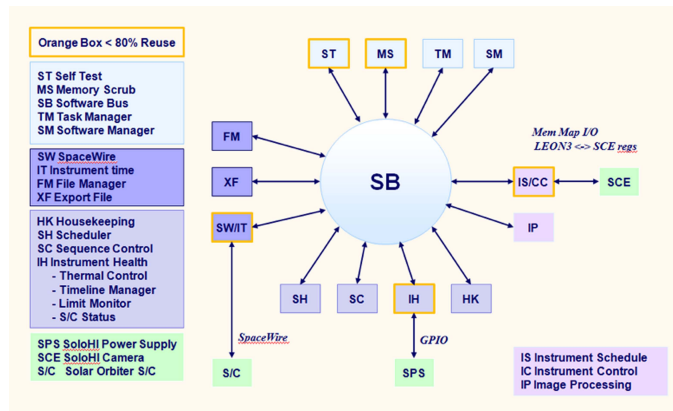 Orange Box < 80% Reuse
ST Self Test
MS Memory Scrub
SB Software Bus
TM Task Manager
SM Software Manager
SW SpaceWire
IT Instrument time
FM File Manager
XF Export File
HK Housekeeping
SH Scheduler
SC Sequence Control
IH Instrument Health
- Thermal Control
- Timeline Manager
- Limit Monitor
- S/C Status
SPS SoloHI Power Supply
SCE SoloHI Camera
S/C Solar Orbiter S/C
ST
MS
TM
SM
FM
XF
SW/IT
SB
Mem Map I/O
LEON3 <-> SCE regs
IS/CC
SCE
IP
SH
SC
IH
HK
SpaceWire
GPIO
S/C
SPS
IS Instrument Schedule
IC Instrument Control
IP Image Processing